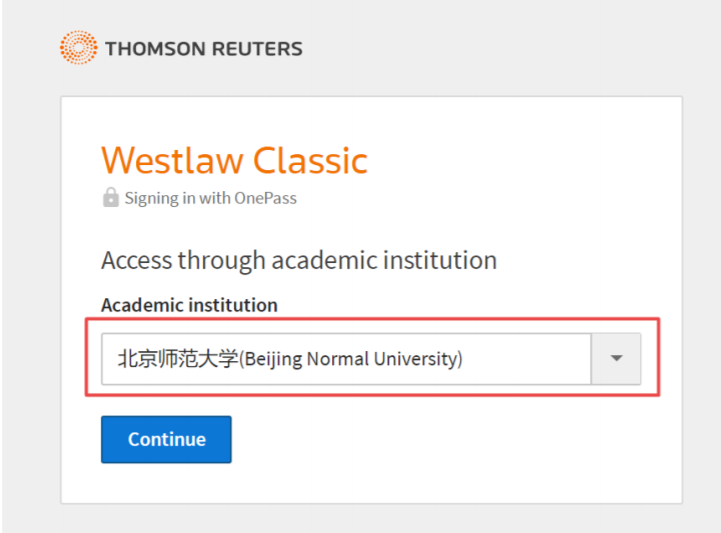 THOMSON REUTERS
Westlaw Classic
Signing in with OnePass
Access through academic institution
Academic institution
北京师范大学(Beijing Normal University)
Continue